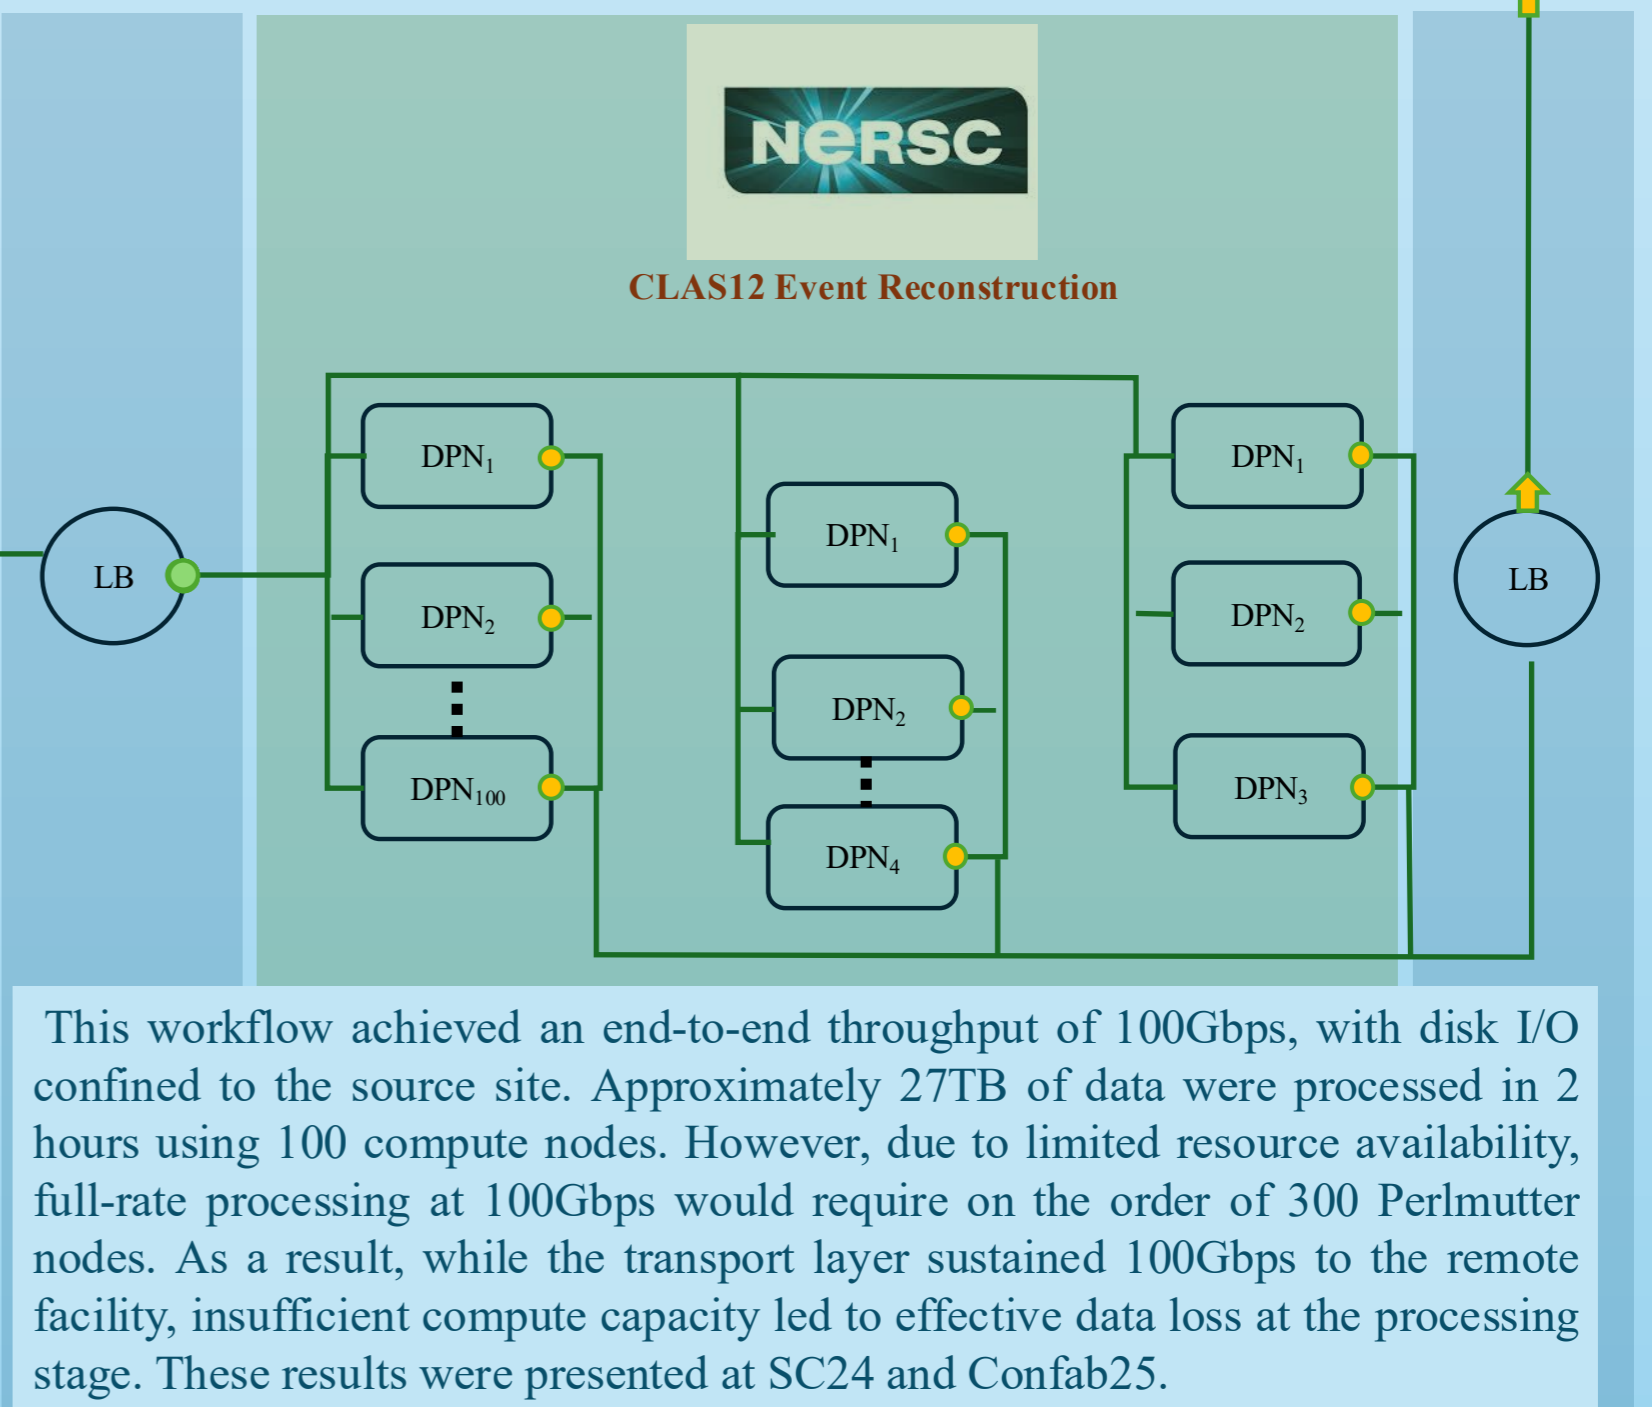 NERSC
CLAS12 Event Reconstruction
LB
DPN₁
DPN₂
DPN₁₀₀
DPN₁
DPN₂
DPN₄
DPN₁
DPN₂
DPN₃
LB
This workflow achieved an end-to-end throughput of 100Gbps, with disk I/O
confined to the source site. Approximately 27TB of data were processed in 2
hours using 100 compute nodes. However, due to limited resource availability,
full-rate processing at 100Gbps would require on the order of 300 Perlmutter
nodes. As a result, while the transport layer sustained 100Gbps to the remote
facility, insufficient compute capacity led to effective data loss at the processing
stage. These results were presented at SC24 and Confab25.